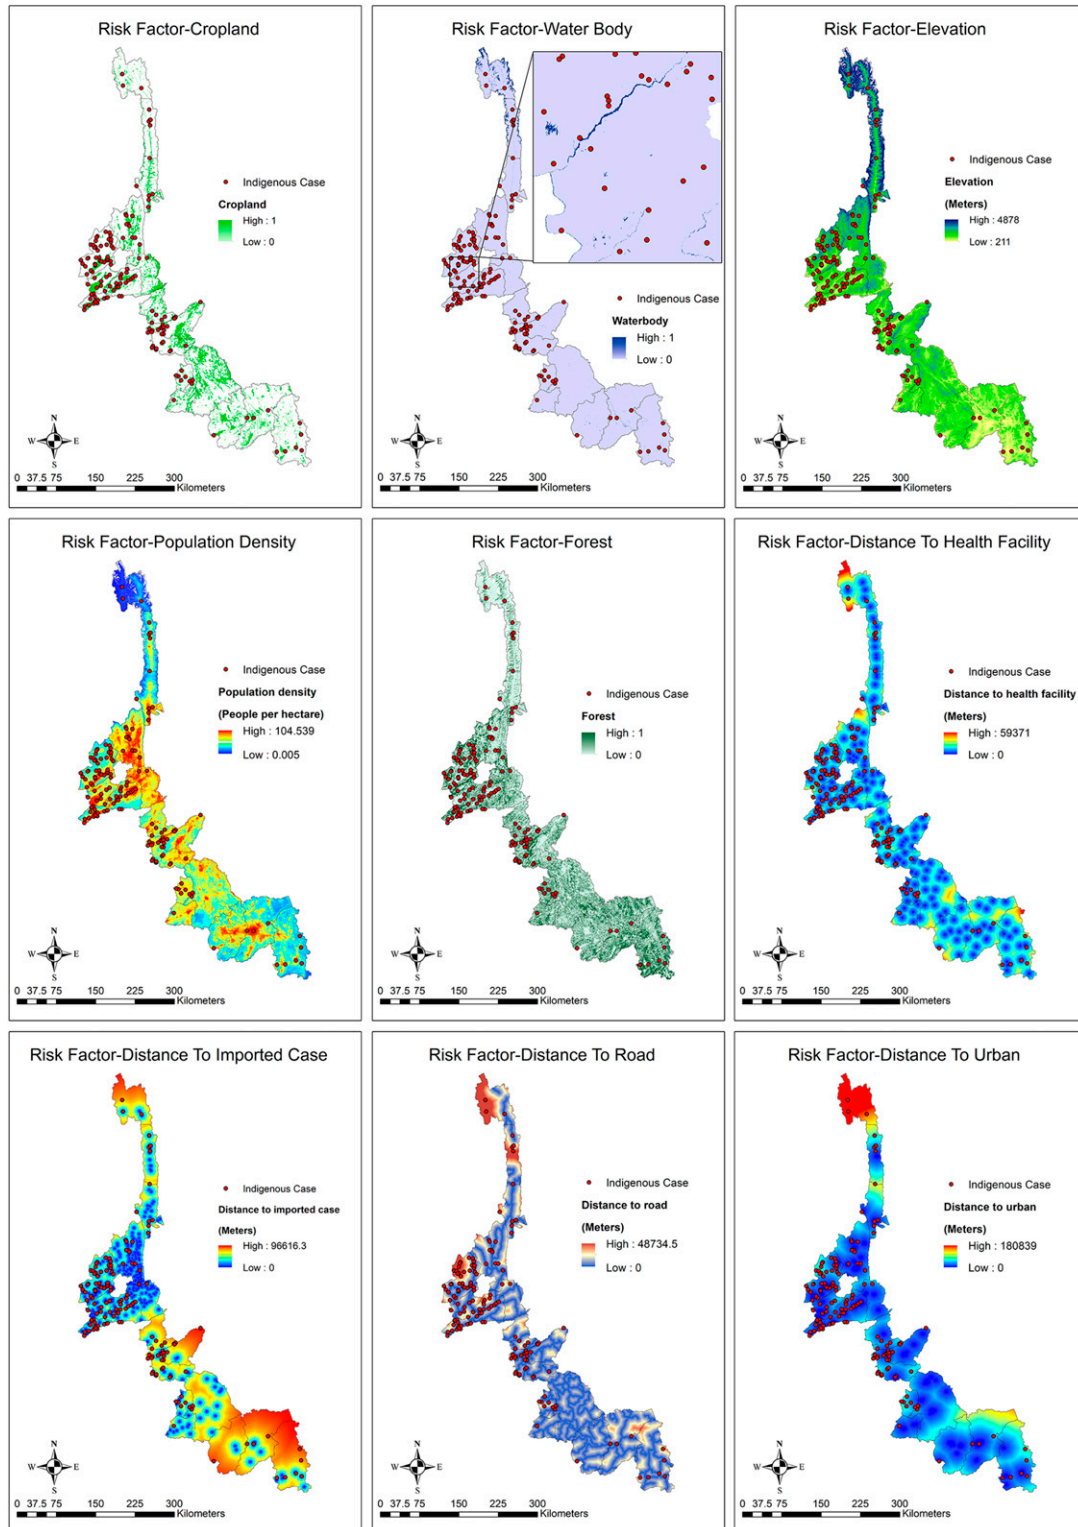 Risk Factor-Cropland
Indigenous Case
Cropland
High : 1
Low : 0
N
W
E
S
0 37.5 75 150 225 300
Kilometers
Risk Factor-Water Body
Indigenous Case
Waterbody
High : 1
Low : 0
N
W
E
S
0 37.5 75 150 225 300
Kilometers
Risk Factor-Elevation
Indigenous Case
Elevation
(Meters)
High : 4878
Low : 211
N
W
E
S
0 37.5 75 150 225 300
Kilometers
Risk Factor-Population Density
Indigenous Case
Population density
(People per hectare)
High : 104.539
Low : 0.005
N
W
E
S
0 37.5 75 150 225 300
Kilometers
Risk Factor-Forest
Indigenous Case
Forest
High : 1
Low : 0
N
W
E
S
0 37.5 75 150 225 300
Kilometers
Risk Factor-Distance To Health Facility
Indigenous Case
Distance to health facility
(Meters)
High : 59371
Low : 0
N
W
E
S
0 37.5 75 150 225 300
Kilometers
Risk Factor-Distance To Imported Case
Indigenous Case
Distance to imported case
(Meters)
High : 96616.3
Low : 0
N
W
E
S
0 37.5 75 150 225 300
Kilometers
Risk Factor-Distance To Road
Indigenous Case
Distance to road
(Meters)
High : 48734.5
Low : 0
N
W
E
S
0 37.5 75 150 225 300
Kilometers
Risk Factor-Distance To Urban
Indigenous Case
Distance to urban
(Meters)
High : 180839
Low : 0
N
W
E
S
0 37.5 75 150 225 300
Kilometers